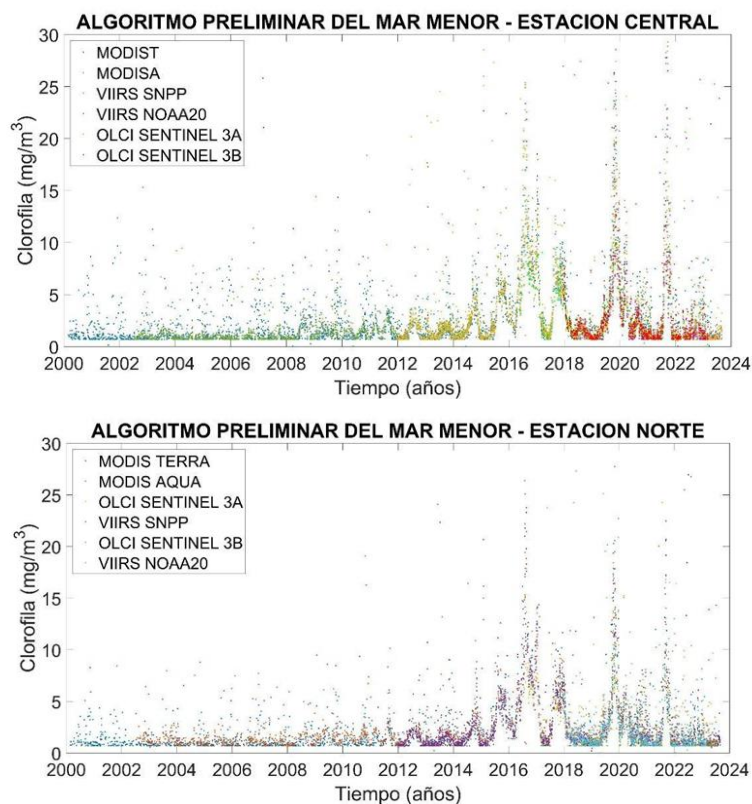 ALGORITMO PRELIMINAR DEL MAR MENOR - ESTACION CENTRAL
30
25
20
15
10
5
0
Clorofila (mg/m³)
MODIST
MODISA
VIIRS SNPP
VIIRS NOAA20
OLCI SENTINEL 3A
OLCI SENTINEL 3B
2000 2002 2004 2006 2008 2010 2012 2014 2016 2018 2020 2022 2024
Tiempo (años)
ALGORITMO PRELIMINAR DEL MAR MENOR - ESTACION NORTE
30
25
20
15
10
5
0
Clorofila (mg/m³)
MODIS TERRA
MODIS AQUA
OLCI SENTINEL 3A
VIIRS SNPP
OLCI SENTINEL 3B
VIIRS NOAA20
2000 2002 2004 2006 2008 2010 2012 2014 2016 2018 2020 2022 2024
Tiempo (años)